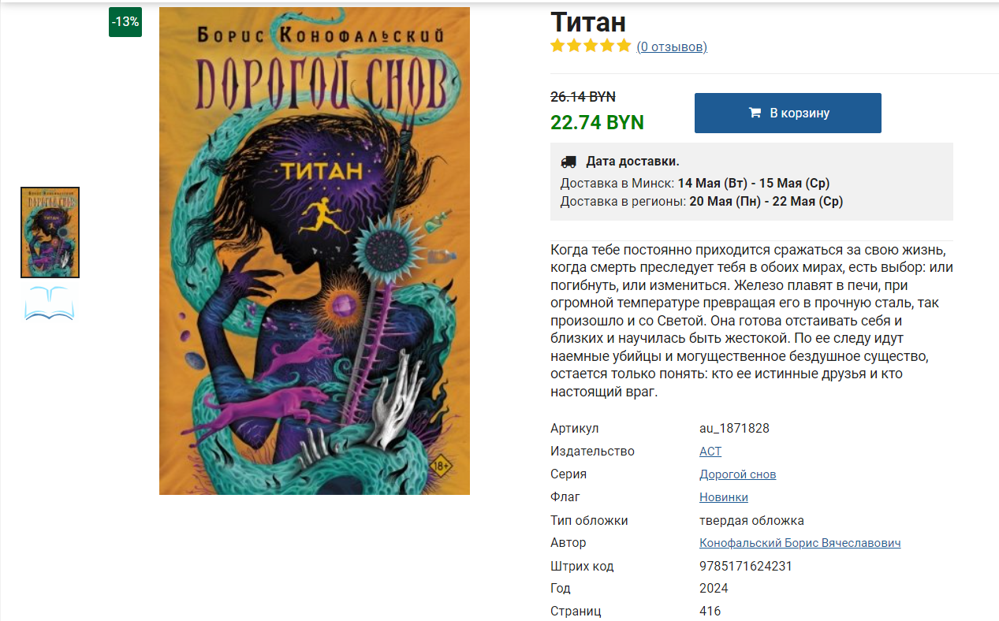 -13%
Борис Конофальский
ДОРОГОЙ СНОВ
ТИТАН
18+
Титан
(0 отзывов)
26.14 BYN
22.74 BYN
В корзину
Дата доставки.
Доставка в Минск: 14 Мая (Вт) - 15 Мая (Ср)
Доставка в регионы: 20 Мая (Пн) - 22 Мая (Ср)
Когда тебе постоянно приходится сражаться за свою жизнь,
когда смерть преследует тебя в обоих мирах, есть выбор: или
погибнуть, или измениться. Железо плавят в печи, при
огромной температуре превращая его в прочную сталь, так
произошло и со Светой. Она готова отстаивать себя и
близких и научилась быть жестокой. По ее следу идут
наемные убийцы и могущественное бездушное существо,
остается только понять: кто ее истинные друзья и кто
настоящий враг.
Артикул au_1871828
Издательство АСТ
Серия Дорогой снов
Флаг Новинки
Тип обложки твердая обложка
Автор Конофальский Борис Вячеславович
Штрих код 9785171624231
Год 2024
Страниц 416